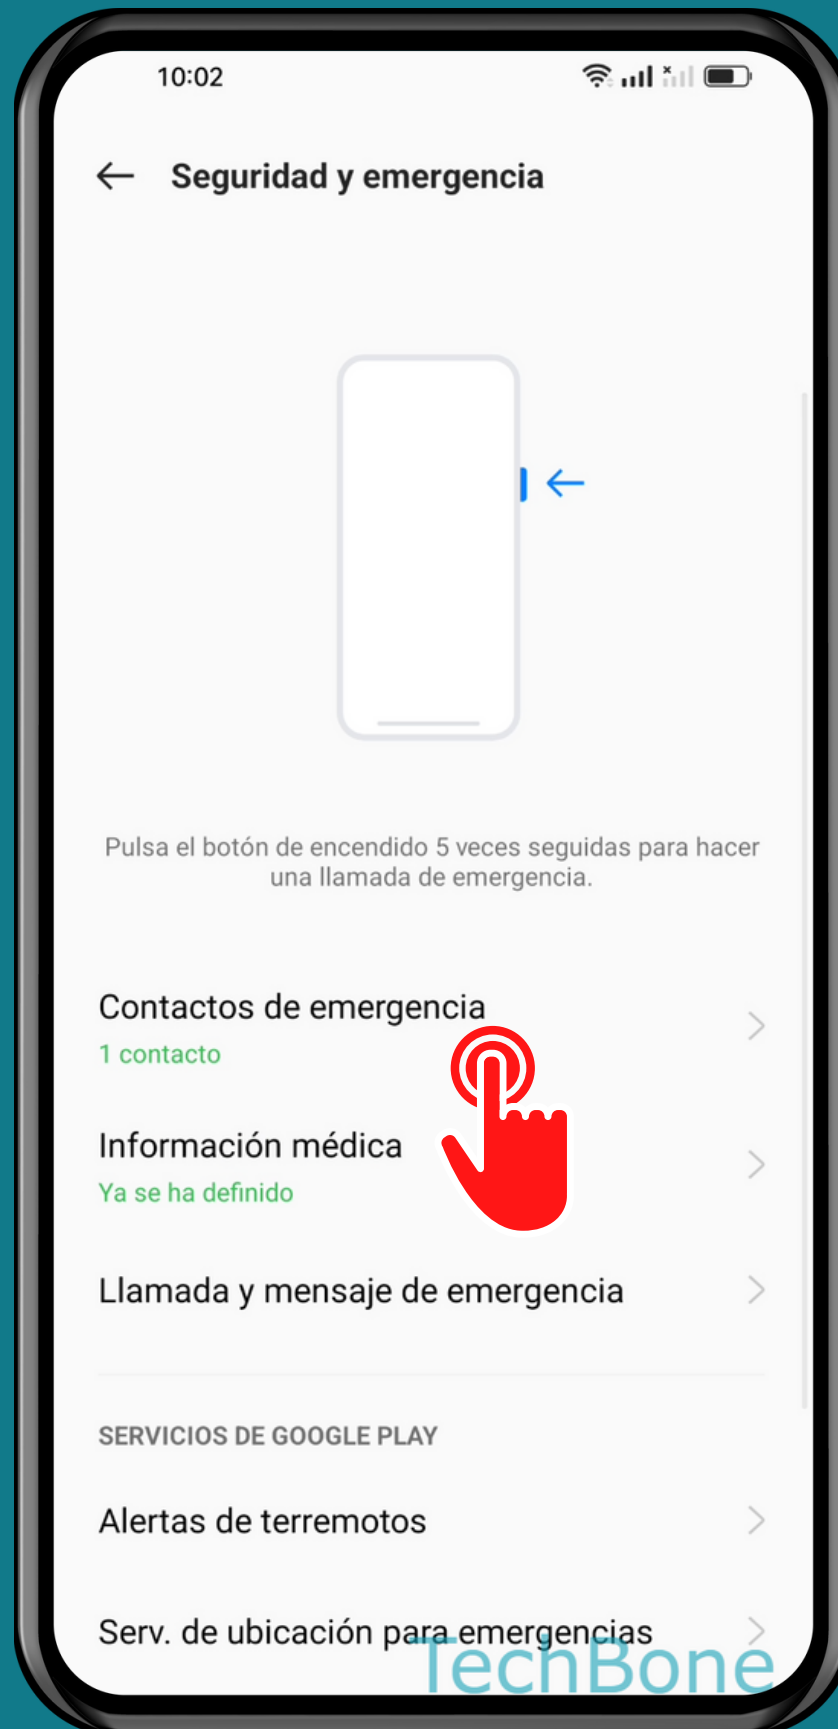 10:02
Seguridad y emergencia
Pulsa el botón de encendido 5 veces seguidas para hacer
una llamada de emergencia.
Contactos de emergencia
1 contacto
Información médica
Ya se ha definido
Llamada y mensaje de emergencia
SERVICIOS DE GOOGLE PLAY
Alertas de terremotos
Serv. de ubicación para emergencias
TechBone